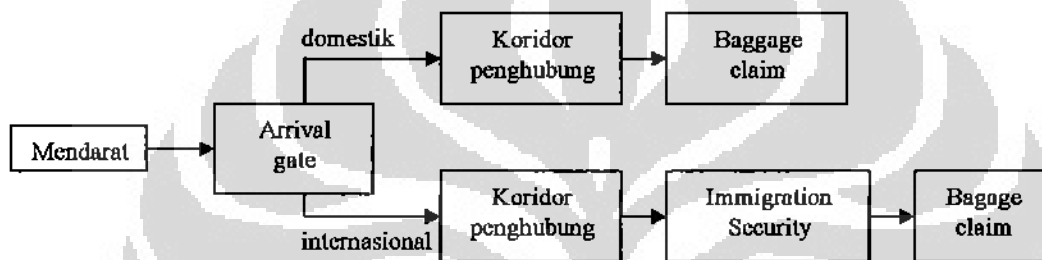 Mendarat
Arrival
gate
domestik
Koridor
penghubung
Baggage
claim
internasional
Koridor
penghubung
Immigration
Security
Bagage
claim